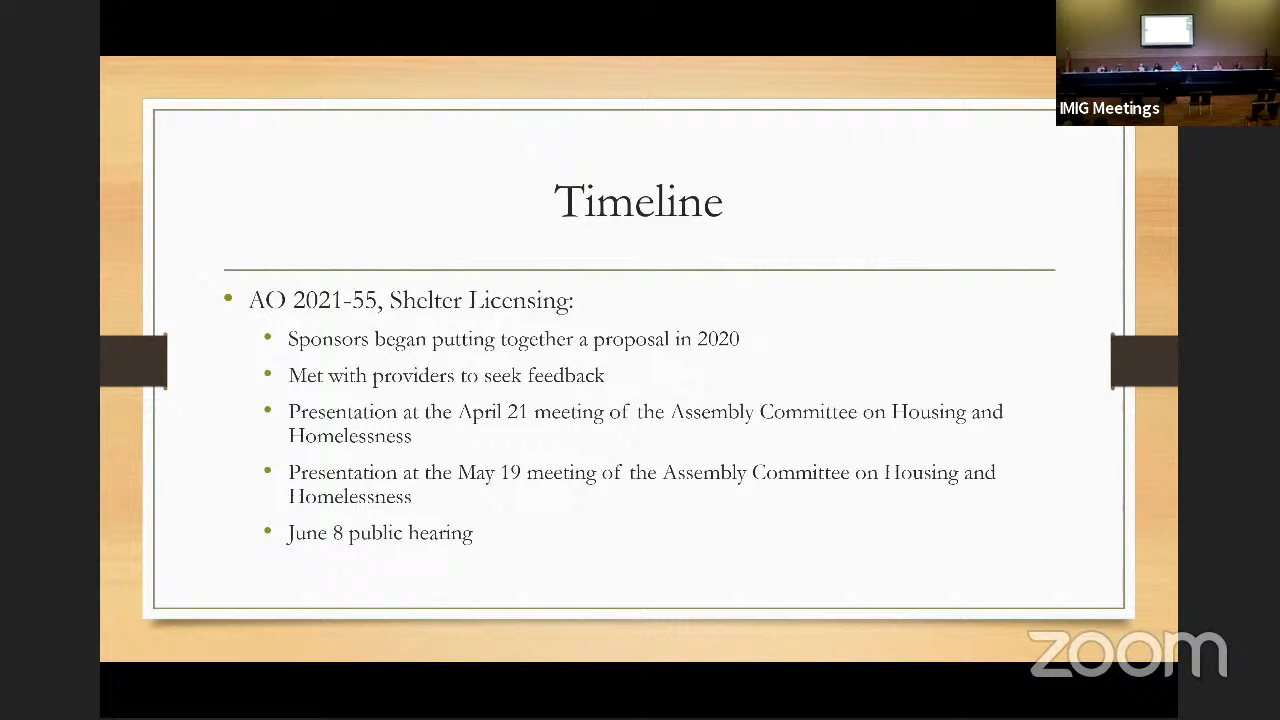 IMIG Meetings
Timeline
AO 2021-55, Shelter Licensing:
Sponsors began putting together a proposal in 2020
Met with providers to seek feedback
Presentation at the April 21 meeting of the Assembly Committee on Housing and
Homelessness
Presentation at the May 19 meeting of the Assembly Committee on Housing and
Homelessness
June 8 public hearing
zoom